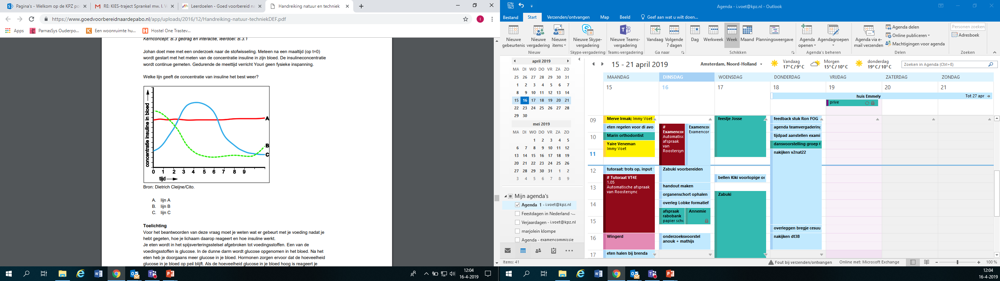 Pagina's - Welkom op de KPZ po
RE: KIES-traject Sprankel mw. I. V
Leerdoelen - Goed voorbereid na
Handreiking natuur en techniek
https://www.goedvoorbereidnaardepabo.nl/app/uploads/2016/12/Handreiking-natuur-techniekDEF.pdf
Apps
ParnasSys Ouderpo...
Een woonruimte hu...
Hostel One Trastev...
Kernconcept: B.3 gedrag en interactie, leerdoel: B.3.1
Johan doet mee met een onderzoek naar de stofwisseling. Meteen na een maaltijd (op t=0)
wordt gestart met het meten van de concentratie insuline in zijn bloed. De insulineconcentratie
wordt continue gemeten. Gedurende de meettijd verricht Youri geen fysieke inspanning.
Welke lijn geeft de concentratie van insuline het best weer?
concentratie insuline in bloed
A
B
C
0 1 2 3 4 5 6 7 8 9
tijd
Bron: Dietrich Cleijne/Cito.
A. lijn A
B. lijn B
C. lijn C
Toelichting
Voor het beantwoorden van deze vraag moet je weten wat er gebeurt met je voeding nadat je
hebt gegeten, hoe je lichaam daarop reageert en hoe insuline werkt.
Je eten wordt in het spijsverteringsstelsel afgebroken tot voedingsstoffen. Een van de
voedingsstoffen is glucose. In de dunne darm wordt glucose opgenomen in het bloed. Na het
eten heb je doorgaans meer glucose in je bloed. Hormonen zorgen ervoor dat de hoeveelheid
glucose in je bloed op peil blijft. Als de hoeveelheid glucose in je bloed hoog is reageert je
12:04
16-4-2019
Agenda - i.voet@kpz.nl - Outlook
Bestand Start Verzenden/ontvangen Map Beeld Geef aan wat u wilt doen...
Nieuwe gebeurtenis
Nieuwe vergadering
Nieuwe items
Nieuw
Nieuwe Skype-vergadering
Skype-vergadering
Nieuwe Teams-vergadering
Teams-vergadering
Vandaag
Volgende 7 dagen
Ga naar
Dag Werkweek Week Maand Planningsweergave
Schikken
Agenda openen
Agendagroepen
Agenda's beheren
Agenda via e-mail verzenden
Agenda delen
Online publiceren
Machtigingen voor agenda
Delen
Personen zoeken
Adresboek
Zoeken
april 2019
MA DI WO DO VR ZA ZO
25 26 27 28 29 30 31
1 2 3 4 5 6 7
8 9 10 11 12 13 14
15 16 17 18 19 20 21
22 23 24 25 26 27 28
29 30
mei 2019
MA DI WO DO VR ZA ZO
1 2 3 4 5
6 7 8 9 10 11 12
13 14 15 16 17 18 19
20 21 22 23 24 25 26
27 28 29 30 31 1 2
3 4 5 6 7 8 9
Mijn agenda's
Agenda 1 - i.voet@kpz.nl
Feestdagen in Nederland -...
Verjaardagen - i.voet@kpz.nl
marjolein klompe
Agenda - examencommissie
15 - 21 april 2019
Amsterdam, Noord-Holland
Vandaag
17°C/9°C
Morgen
15°C/10°C
donderdag
19°C/10°C
Zoeken in Agenda (Ctrl+E)
MAANDAG DINSDAG WOENSDAG DONDERDAG VRIJDAG ZATERDAG ZONDAG
15 16 17 18 19 20 21
huis Emmely
Tot 27 apr
prive
09
10
11
12
13
14
15
16
17
Merve Irmak; Immy Voet
eten regelen voor di avo
Marin orthodontist
Yaire Veneman
Immy Voet
tutoraat: trots op, input
# Tutoraat VT4E
1.05
Automatische afspraak
van Roostersync
Wingerd
eten halen bij brenda
#
Examencor
Automatisc
afspraak
van
Roostersyn
Examencor
Examencor
Zabuki voorbereiden
handout maken
organenschort ophalen
overleg Lobke formatief
afspraak
rabobank
papier schu
Annemie
onderzoeksvoorstel
anouk + mathijs
feestje Josse
bellen Kiki voorlopige o
Zabuki
feedback stuk Ron FOG
agenda teamvergadering
tijdpad aanstellen exami
dansvoorstelling groep 6
nakijken v2nat22
overleggen bregje cesuu
nakijken dt3B
Items: 41
Fout bij verzenden/ontvangen
Online met: Microsoft Exchange
100 %
12:04
16-4-2019